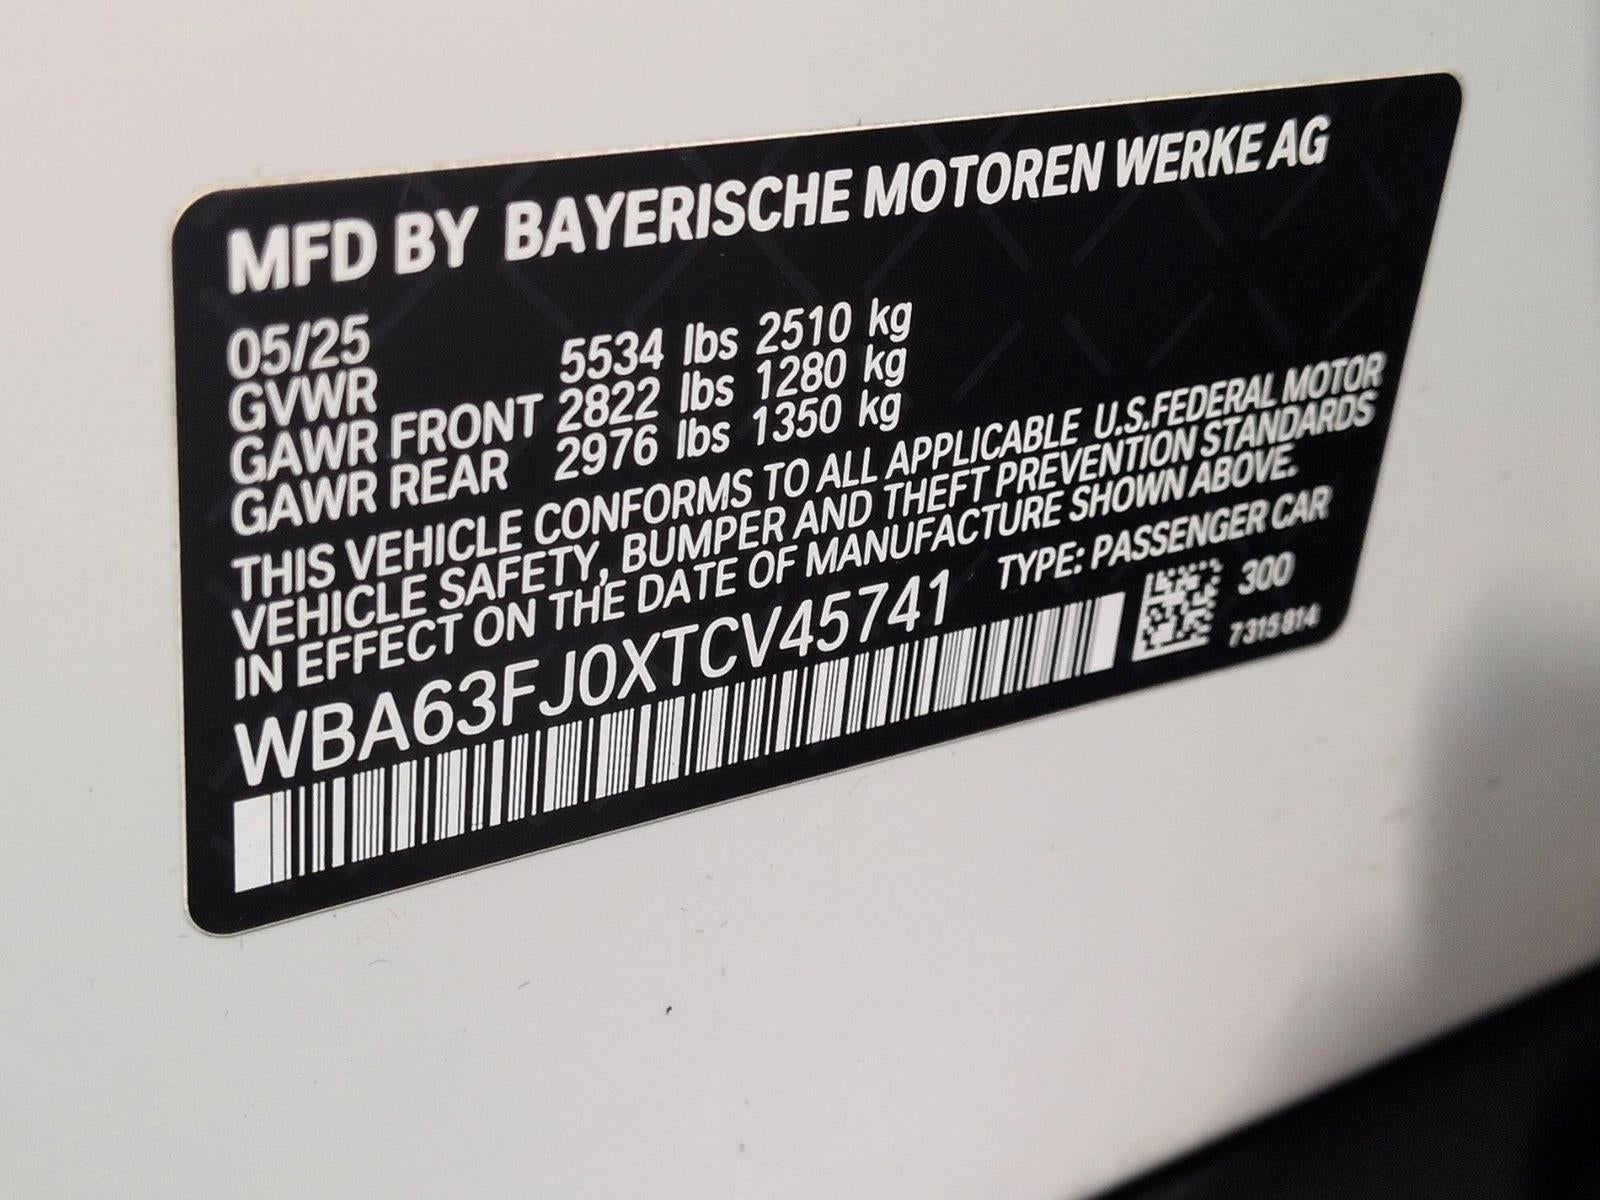 MFD BY BAYERISCHE MOTOREN WERKE AG
05/25
GVWR 5534 lbs 2510 kg
GAWR FRONT 2822 lbs 1280 kg
GAWR REAR 2976 lbs 1350 kg
THIS VEHICLE CONFORMS TO ALL APPLICABLE U.S.FEDERAL MOTOR
VEHICLE SAFETY, BUMPER AND THEFT PREVENTION STANDARDS
IN EFFECT ON THE DATE OF MANUFACTURE SHOWN ABOVE.
WBA63FJ0XTCV45741 TYPE: PASSENGER CAR
300
7315814